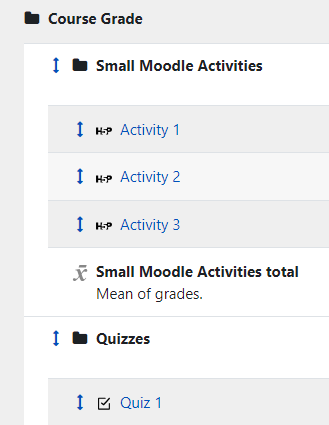 Course Grade
Small Moodle Activities
H-P Activity 1
H-P Activity 2
H-P Activity 3
x̄ Small Moodle Activities total
Mean of grades.
Quizzes
Quiz 1